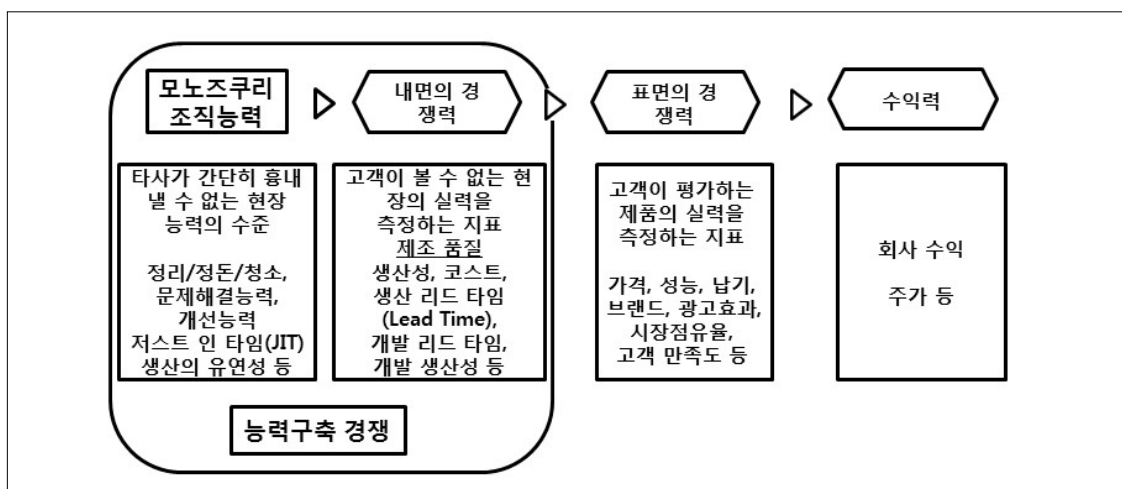 모노즈쿠리
조직능력
내면의 경
쟁력
표면의 경
쟁력
수익력
타사가 간단히 흉내
낼 수 없는 현장
능력의 수준
정리/정돈/청소,
문제해결능력,
개선능력
저스트 인 타임(JIT)
생산의 유연성 등
고객이 볼 수 없는 현
장의 실력을
측정하는 지표
제조 품질
생산성, 코스트,
생산 리드 타임
(Lead Time),
개발 리드 타임,
개발 생산성 등
고객이 평가하는
제품의 실력을
측정하는 지표
가격, 성능, 납기,
브랜드, 광고효과,
시장점유율,
고객 만족도 등
회사 수익
주가 등
능력구축 경쟁